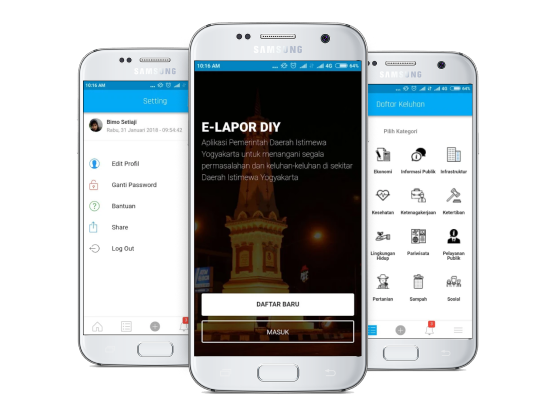 SAMSUNG
10:16 AM
Setting
Bimo Setiaji
Rabu, 31 Januari 2018 - 09:54:42
Edit Profil
Ganti Password
Bantuan
Share
Log Out
SAMSUNG
10:16 AM
4G
64%
E-LAPOR DIY
Aplikasi Pemerintah Daerah Istimewa
Yogyakarta untuk menangani segala
permasalahan dan keluhan-keluhan di sekitar
Daerah Istimewa Yogyakarta
DAFTAR BARU
MASUK
SAMSUNG
4G
64%
Daftar Keluhan
Pilih Kategori
Ekonomi
Informasi Publik
Infrastruktur
Kesehatan
Ketenagakerjaan
Ketertiban
Lingkungan
Hidup
Pariwisata
Pelayanan
Publik
Pertanian
Sampah
Sosial